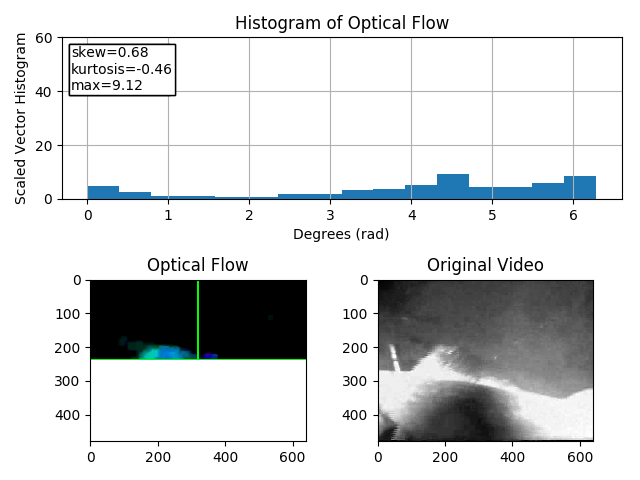 Histogram of Optical Flow
Scaled Vector Histogram
60
40
20
0
skew=0.68
kurtosis=-0.46
max=9.12
0 1 2 3 4 5 6
Degrees (rad)
Optical Flow
0
100
200
300
400
0 200 400 600
Original Video
0
100
200
300
400
0 200 400 600